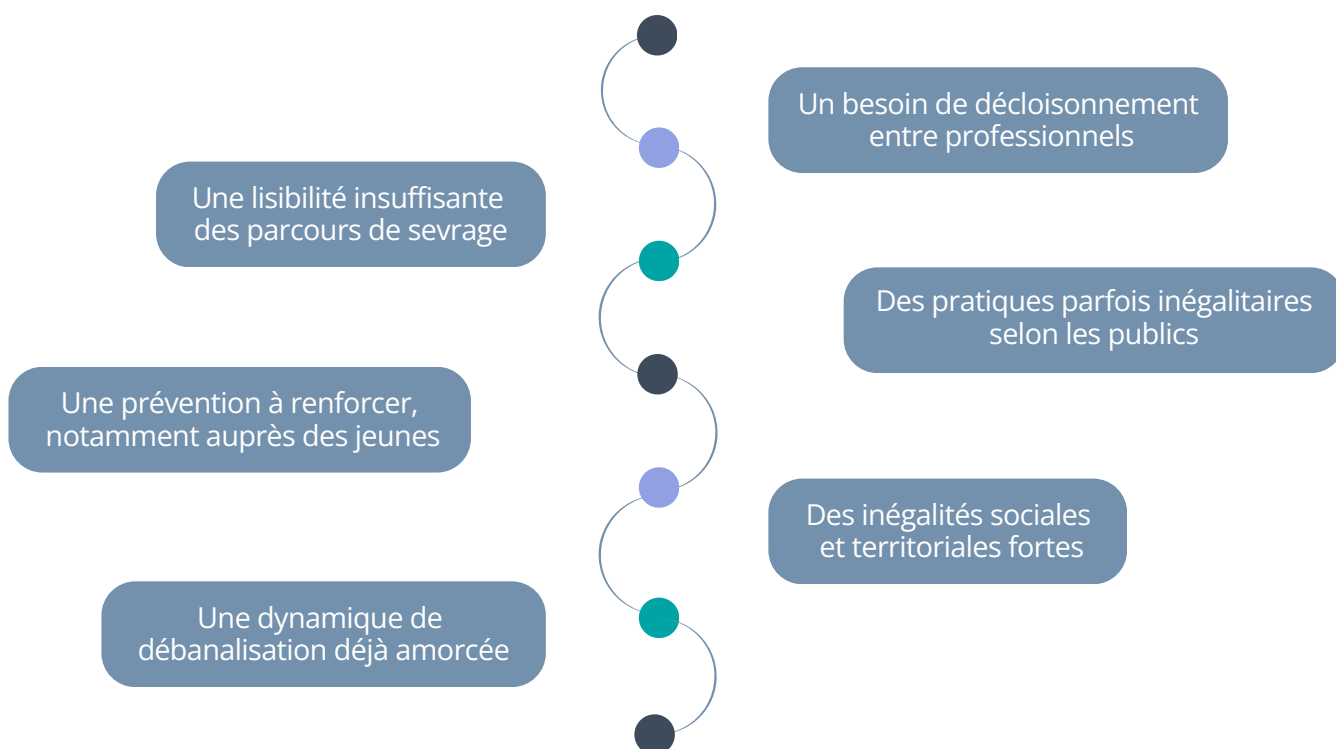 Un besoin de décloisonnement
entre professionnels
Une lisibilité insuffisante
des parcours de sevrage
Des pratiques parfois inégalitaires
selon les publics
Une prévention à renforcer,
notamment auprès des jeunes
Des inégalités sociales
et territoriales fortes
Une dynamique de
débanalisation déjà amorcée